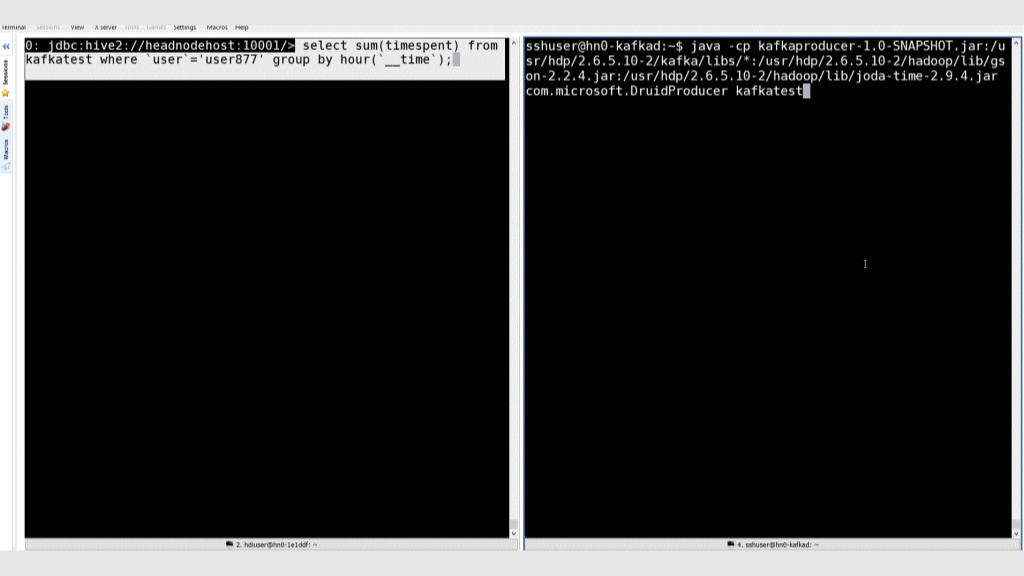 Terminal Sessions View X server Tools Games Settings Macros Help
Sessions
Tools
Macros
0: jdbc:hive2://headnodehost:10001/> select sum(timespent) from
kafkatest where `user`='user877' group by hour(`__time`);
2. hdiuser@hn0-1e1ddf: ~
sshuser@hn0-kafkad:~$ java -cp kafkaproducer-1.0-SNAPSHOT.jar:/u
sr/hdp/2.6.5.10-2/kafka/libs/*:/usr/hdp/2.6.5.10-2/hadoop/lib/gs
on-2.2.4.jar:/usr/hdp/2.6.5.10-2/hadoop/lib/joda-time-2.9.4.jar
com.microsoft.DruidProducer kafkatest
4. sshuser@hn0-kafkad: ~